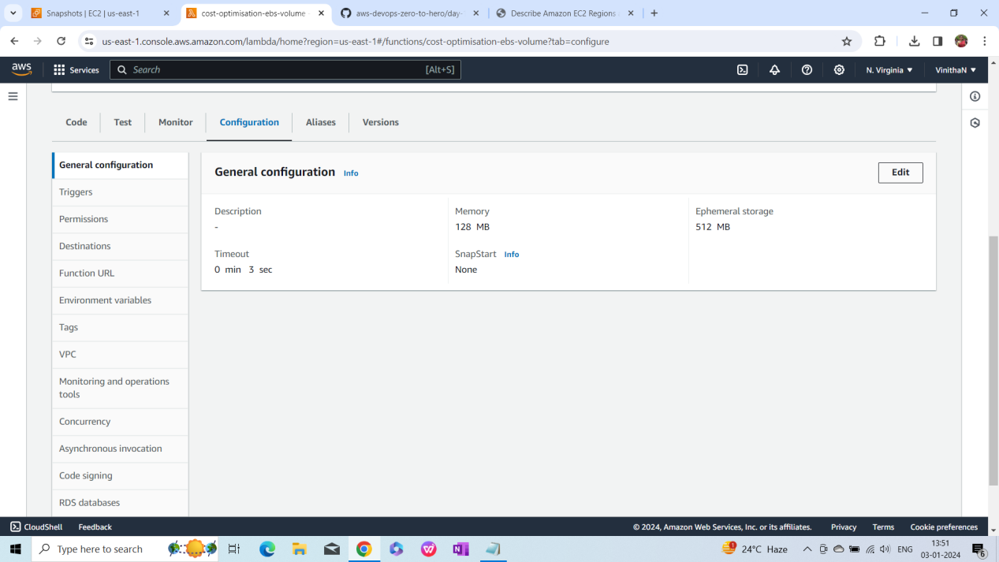 Snapshots | EC2 | us-east-1
cost-optimisation-ebs-volume
aws-devops-zero-to-hero/day-
Describe Amazon EC2 Regions
us-east-1.console.aws.amazon.com/lambda/home?region=us-east-1#/functions/cost-optimisation-ebs-volume?tab=configure
aws
Services
Search
[Alt+S]
N. Virginia
VinithaN
Code
Test
Monitor
Configuration
Aliases
Versions
General configuration
Triggers
Permissions
Destinations
Function URL
Environment variables
Tags
VPC
Monitoring and operations
tools
Concurrency
Asynchronous invocation
Code signing
RDS databases
General configuration Info
Edit
Description
-
Memory
128 MB
Ephemeral storage
512 MB
Timeout
0 min 3 sec
SnapStart Info
None
CloudShell
Feedback
© 2024, Amazon Web Services, Inc. or its affiliates.
Privacy
Terms
Cookie preferences
Type here to search
1
24°C Haze
ENG
13:51
03-01-2024
6